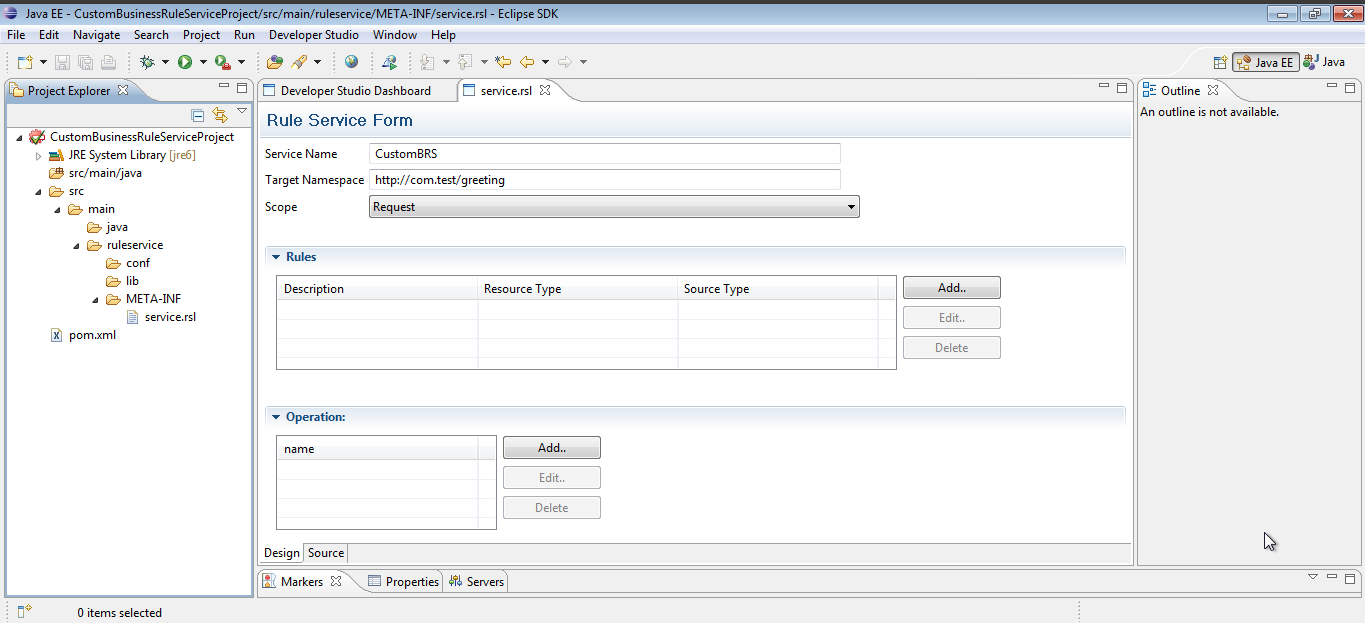 Java EE - CustomBusinessRuleServiceProject/src/main/ruleservice/META-INF/service.rsl - Eclipse SDK
File Edit Navigate Search Project Run Developer Studio Window Help
Java EE Java
Project Explorer
CustomBusinessRuleServiceProject
JRE System Library [jre6]
src/main/java
src
main
java
ruleservice
conf
lib
META-INF
service.rsl
pom.xml
Developer Studio Dashboard service.rsl
Rule Service Form
Service Name CustomBRS
Target Namespace http://com.test/greeting
Scope Request
Rules
Description Resource Type Source Type
Add..
Edit..
Delete
Operation:
name
Add..
Edit..
Delete
Design Source
Markers Properties Servers
Outline
An outline is not available.
0 items selected